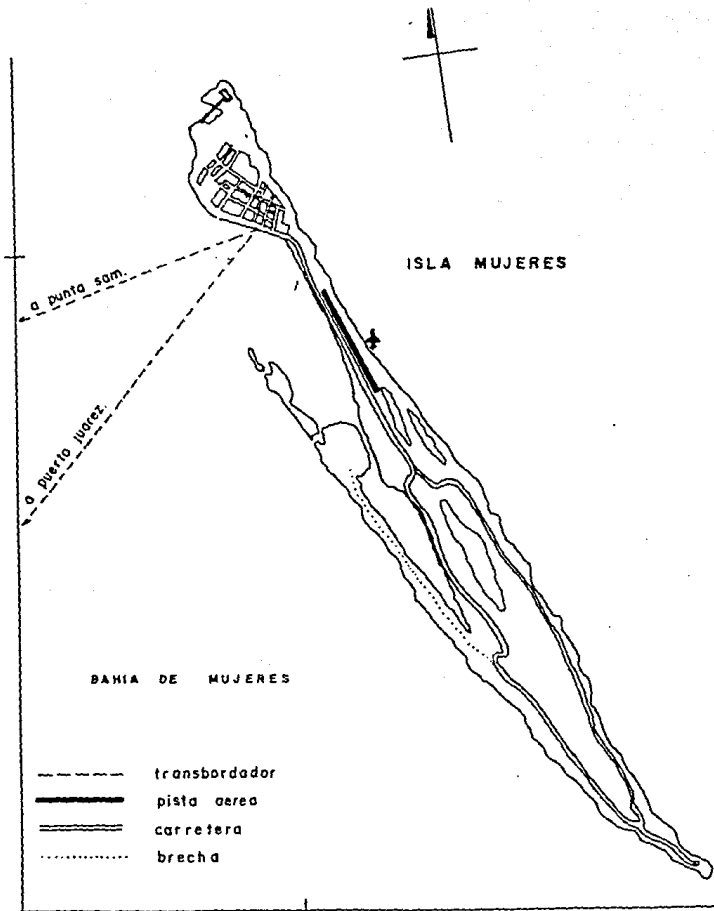 ISLA MUJERES
a punta sam.
a puerto juarez.
BAHIA DE MUJERES
transbordador
pista aerea
carretera
brecha